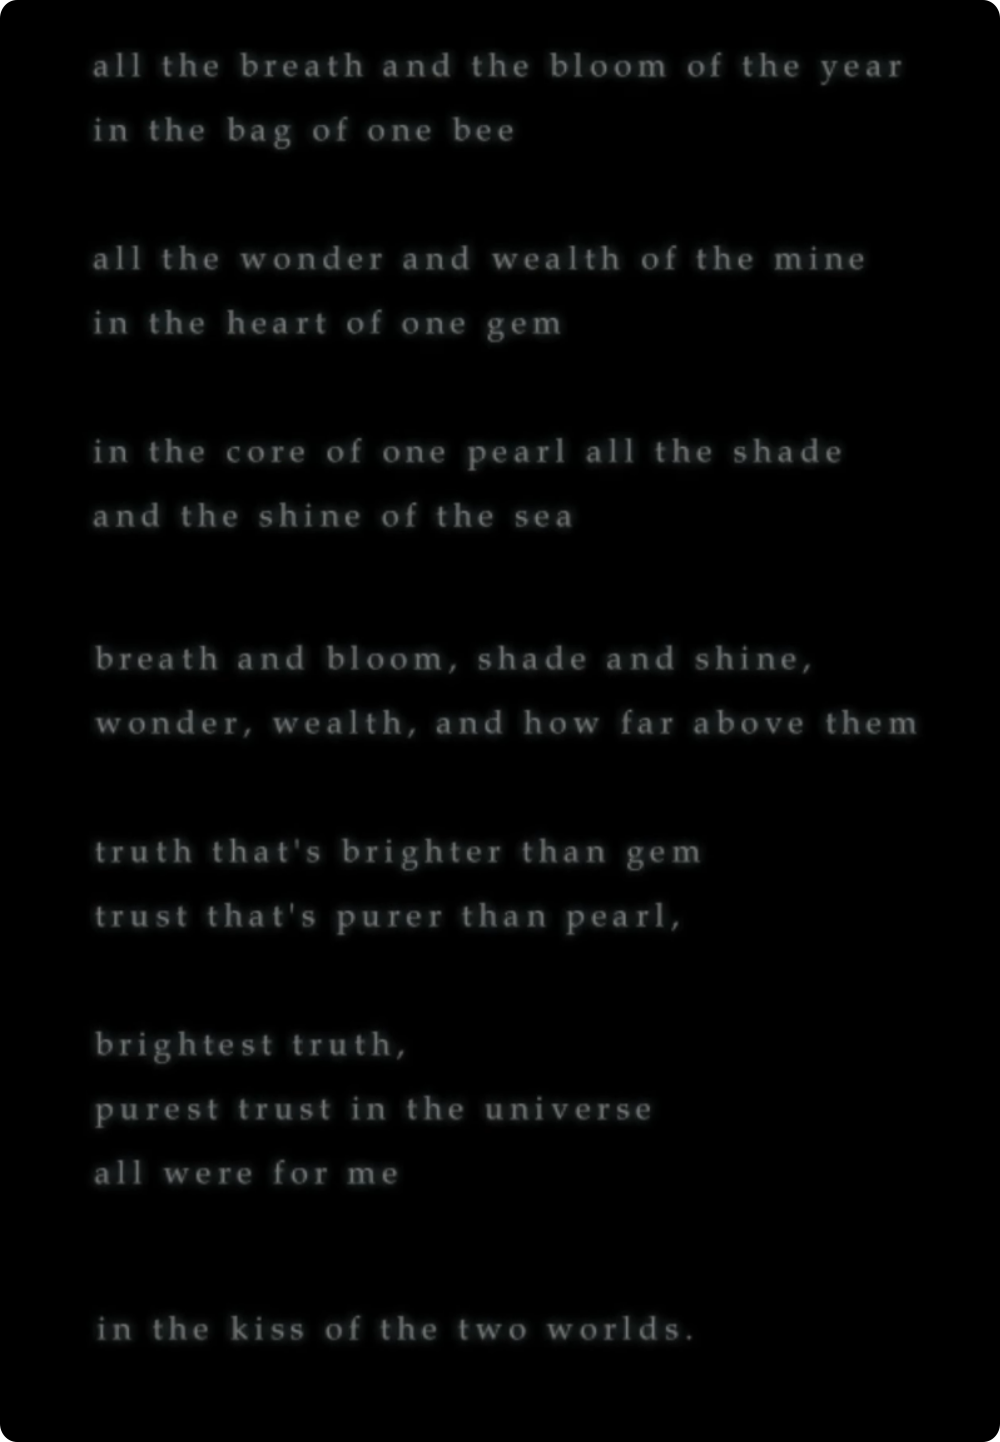 all the breath and the bloom of the year
in the bag of one bee
all the wonder and wealth of the mine
in the heart of one gem
in the core of one pearl all the shade
and the shine of the sea
breath and bloom, shade and shine,
wonder, wealth, and how far above them
truth that's brighter than gem
trust that's purer than pearl,
brightest truth,
purest trust in the universe
all were for me
in the kiss of the two worlds.